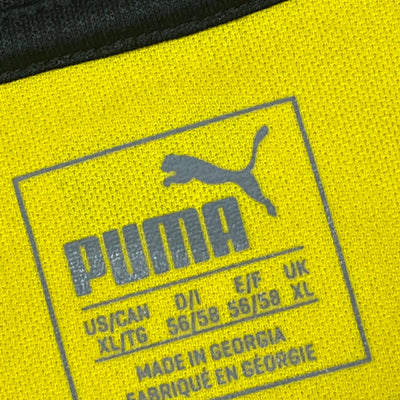 PUMA
US/CAN D/I E/F UK
XL/TG 56/58 56/58 XL
MADE IN GEORGIA
FABRIQUÉ EN GÉORGIE